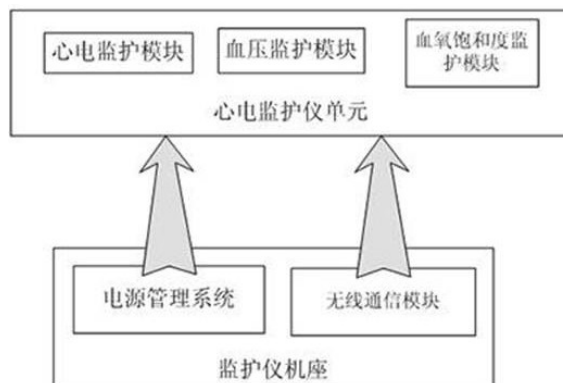 心电监护模块
血压监护模块
血氧饱和度监
护模块
心电监护仪单元
电源管理系统
无线通信模块
监护仪机座